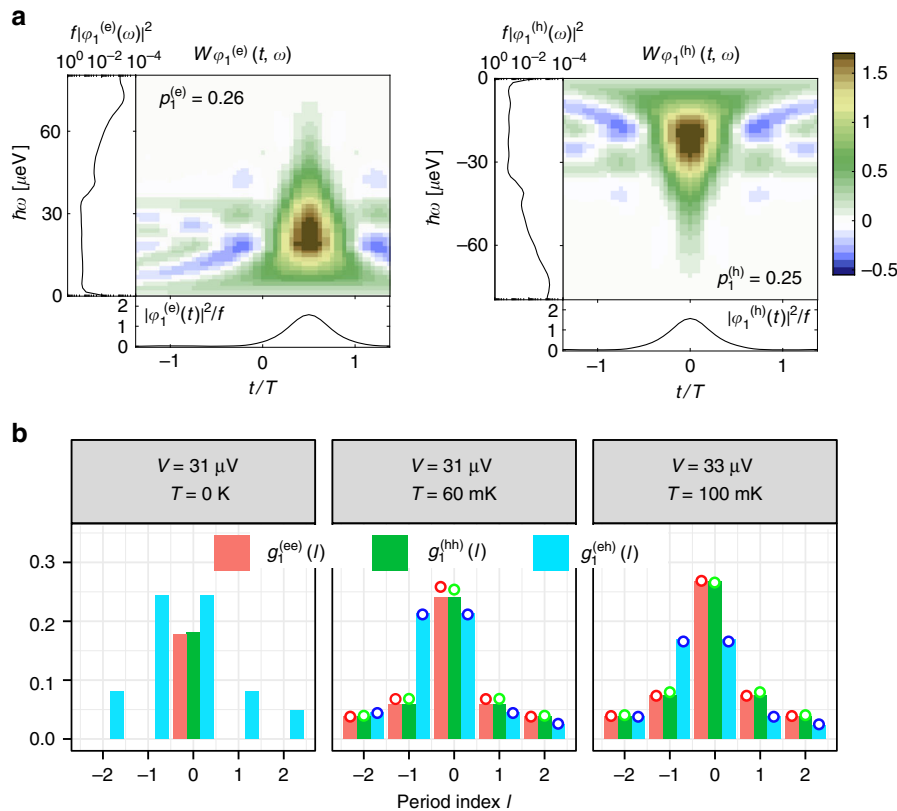 a
f|φ₁⁽ᵉ⁾(ω)|²
10⁰ 10⁻² 10⁻⁴
Wφ₁⁽ᵉ⁾(t, ω)
p₁⁽ᵉ⁾ = 0.26
ħω [μeV]
60
30
0
|φ₁⁽ᵉ⁾(t)|²/f
2
1
0
−1 0 1
t/T
f|φ₁⁽ʰ⁾(ω)|²
10⁰ 10⁻² 10⁻⁴
Wφ₁⁽ʰ⁾(t, ω)
p₁⁽ʰ⁾ = 0.25
ħω [μeV]
0
−30
−60
|φ₁⁽ʰ⁾(t)|²/f
2
1
0
−1 0 1
t/T
1.5
1
0.5
0
−0.5
b
V = 31 μV
T = 0 K
V = 31 μV
T = 60 mK
V = 33 μV
T = 100 mK
g₁⁽ᵉᵉ⁾(l) g₁⁽ʰʰ⁾(l) g₁⁽ᵉʰ⁾(l)
0.3
0.2
0.1
0.0
−2 −1 0 1 2
−2 −1 0 1 2
−2 −1 0 1 2
Period index l